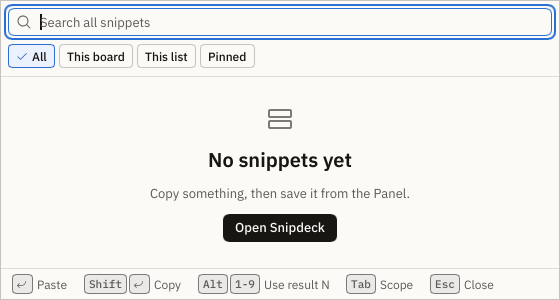 Search all snippets
All This board This list Pinned
No snippets yet
Copy something, then save it from the Panel.
Open Snipdeck
Paste Shift Copy Alt 1-9 Use result N Tab Scope Esc Close